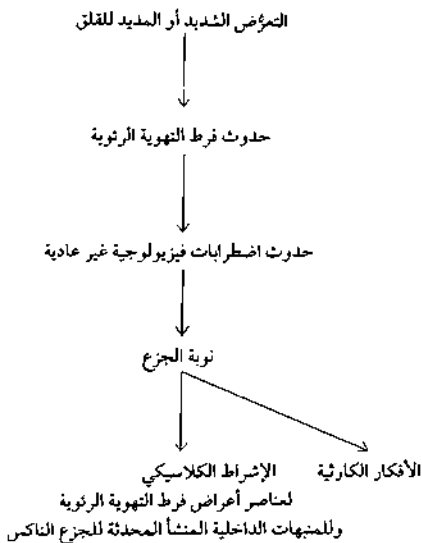 التعرّض الشديد أو المديد للقلق
حدوث فرط التهوية الرئوية
حدوث اضطرابات فيزيولوجية غير عادية
نوبة الجزع
الإشراط الكلاسيكي
لعناصر أعراض فرط التهوية الرئوية
وللمنبهات الداخلية المنشأ المحدثة للجزع الناكس
الأفكار الكارثية